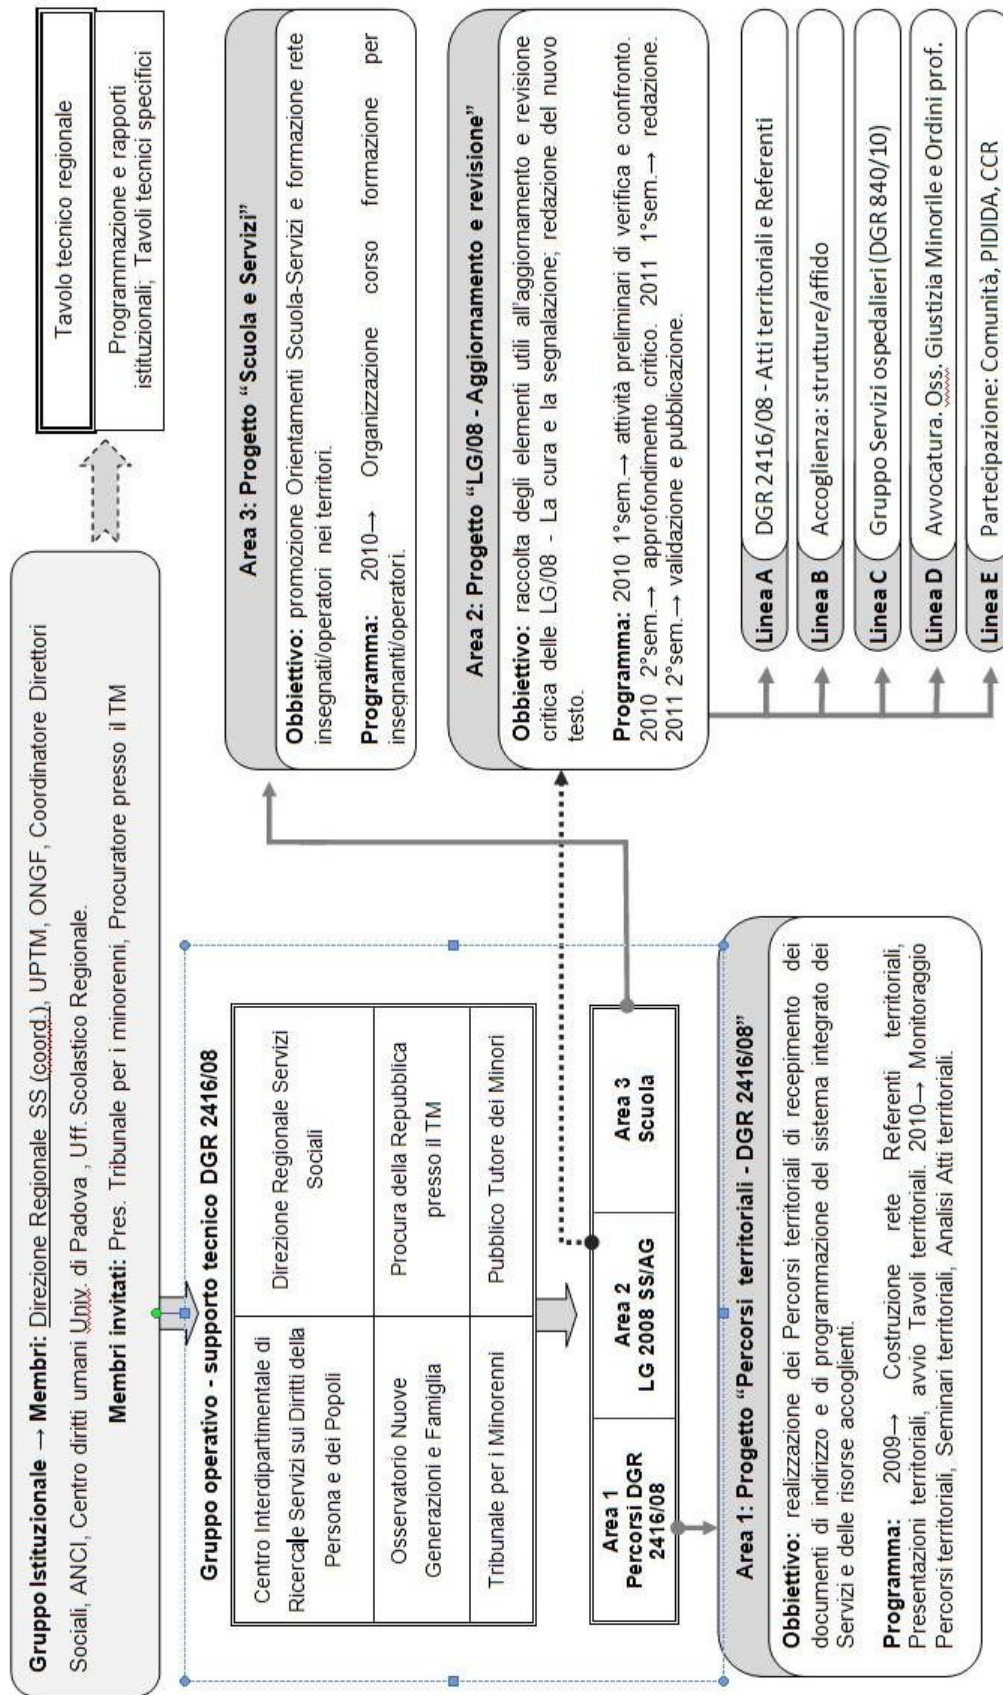 Gruppo Istituzionale → Membri: Direzione Regionale SS (coord.), UPTM, ONGF, Coordinatore Direttori
Sociali, ANCI, Centro diritti umani Univ. di Padova , Uff. Scolastico Regionale.
Membri invitati: Pres. Tribunale per i minorenni, Procuratore presso il TM
Tavolo tecnico regionale
Programmazione e rapporti
istituzionali; Tavoli tecnici specifici
Gruppo operativo - supporto tecnico DGR 2416/08
Centro Interdipartimentale di
Ricerca e Servizi sui Diritti della
Persona e dei Popoli
Direzione Regionale Servizi
Sociali
Osservatorio Nuove
Generazioni e Famiglia
Procura della Repubblica
presso il TM
Tribunale per i Minorenni
Pubblico Tutore dei Minori
Area 1
Percorsi DGR
2416/08
Area 2
LG 2008 SS/AG
Area 3
Scuola
Area 1: Progetto “Percorsi territoriali - DGR 2416/08”
Obbiettivo: realizzazione dei Percorsi territoriali di recepimento dei
documenti di indirizzo e di programmazione del sistema integrato dei
Servizi e delle risorse accoglienti.
Programma: 2009→ Costruzione rete Referenti territoriali,
Presentazioni territoriali, avvio Tavoli territoriali. 2010→ Monitoraggio
Percorsi territoriali, Seminari territoriali, Analisi Atti territoriali.
Area 3: Progetto “Scuola e Servizi”
Obbiettivo: promozione Orientamenti Scuola-Servizi e formazione rete
insegnati/operatori nei territori.
Programma: 2010→ Organizzazione corso formazione per
insegnanti/operatori.
Area 2: Progetto “LG/08 - Aggiornamento e revisione”
Obbiettivo: raccolta degli elementi utili all’aggiornamento e revisione
critica delle LG/08 - La cura e la segnalazione; redazione del nuovo
testo.
Programma: 2010 1°sem.→ attività preliminari di verifica e confronto.
2010 2°sem.→ approfondimento critico. 2011 1°sem.→ redazione.
2011 2°sem.→ validazione e pubblicazione.
Linea A DGR 2416/08 - Atti territoriali e Referenti
Linea B Accoglienza: strutture/affido
Linea C Gruppo Servizi ospedalieri (DGR 840/10)
Linea D Avvocatura. Oss. Giustizia Minorile e Ordini prof.
Linea E Partecipazione: Comunità, PIDIDA, CCR